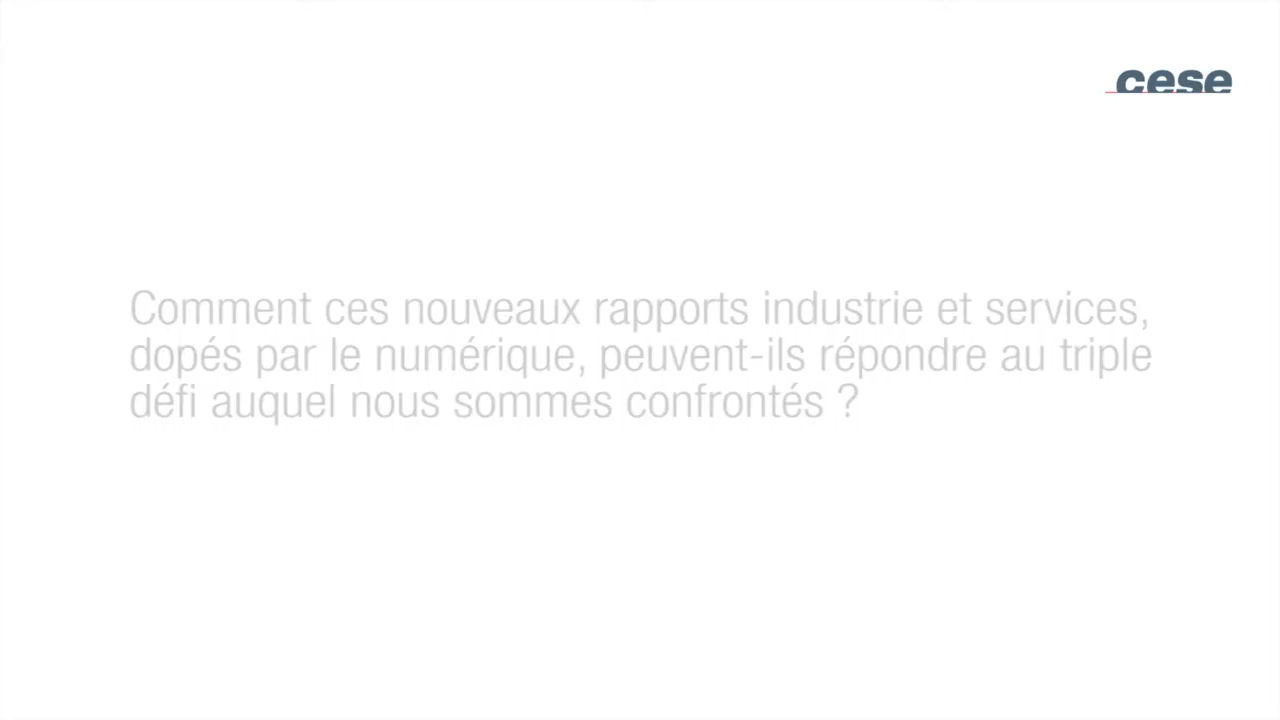 cese
Comment ces nouveaux rapports industrie et services,
dopés par le numérique, peuvent-ils répondre au triple
défi auquel nous sommes confrontés ?